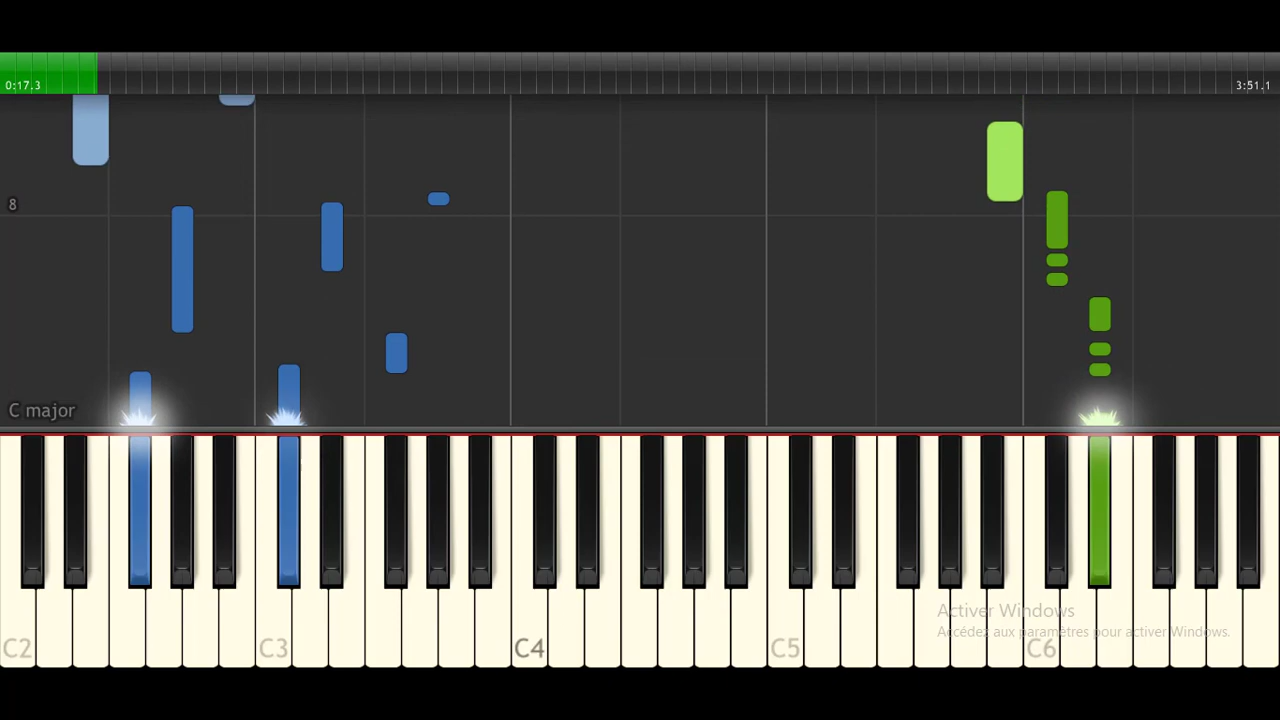 0:17.3
3:51.1
8
C major
Activer Windows
Accédez aux paramètres pour activer Windows.
C2
C3
C4
C5
C6